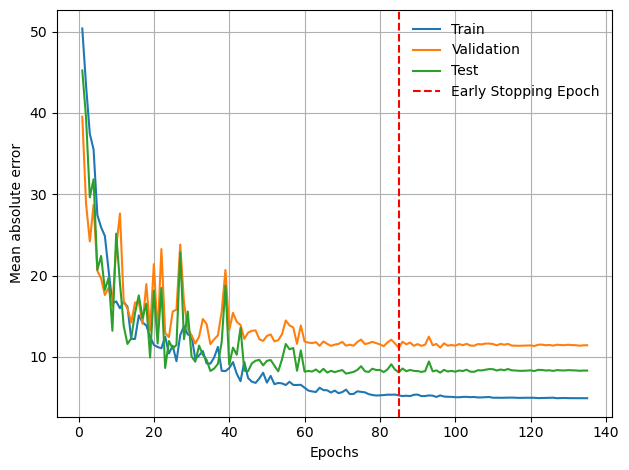 50
40
30
20
10
Mean absolute error
Train
Validation
Test
Early Stopping Epoch
0
20
40
60
80
100
120
140
Epochs